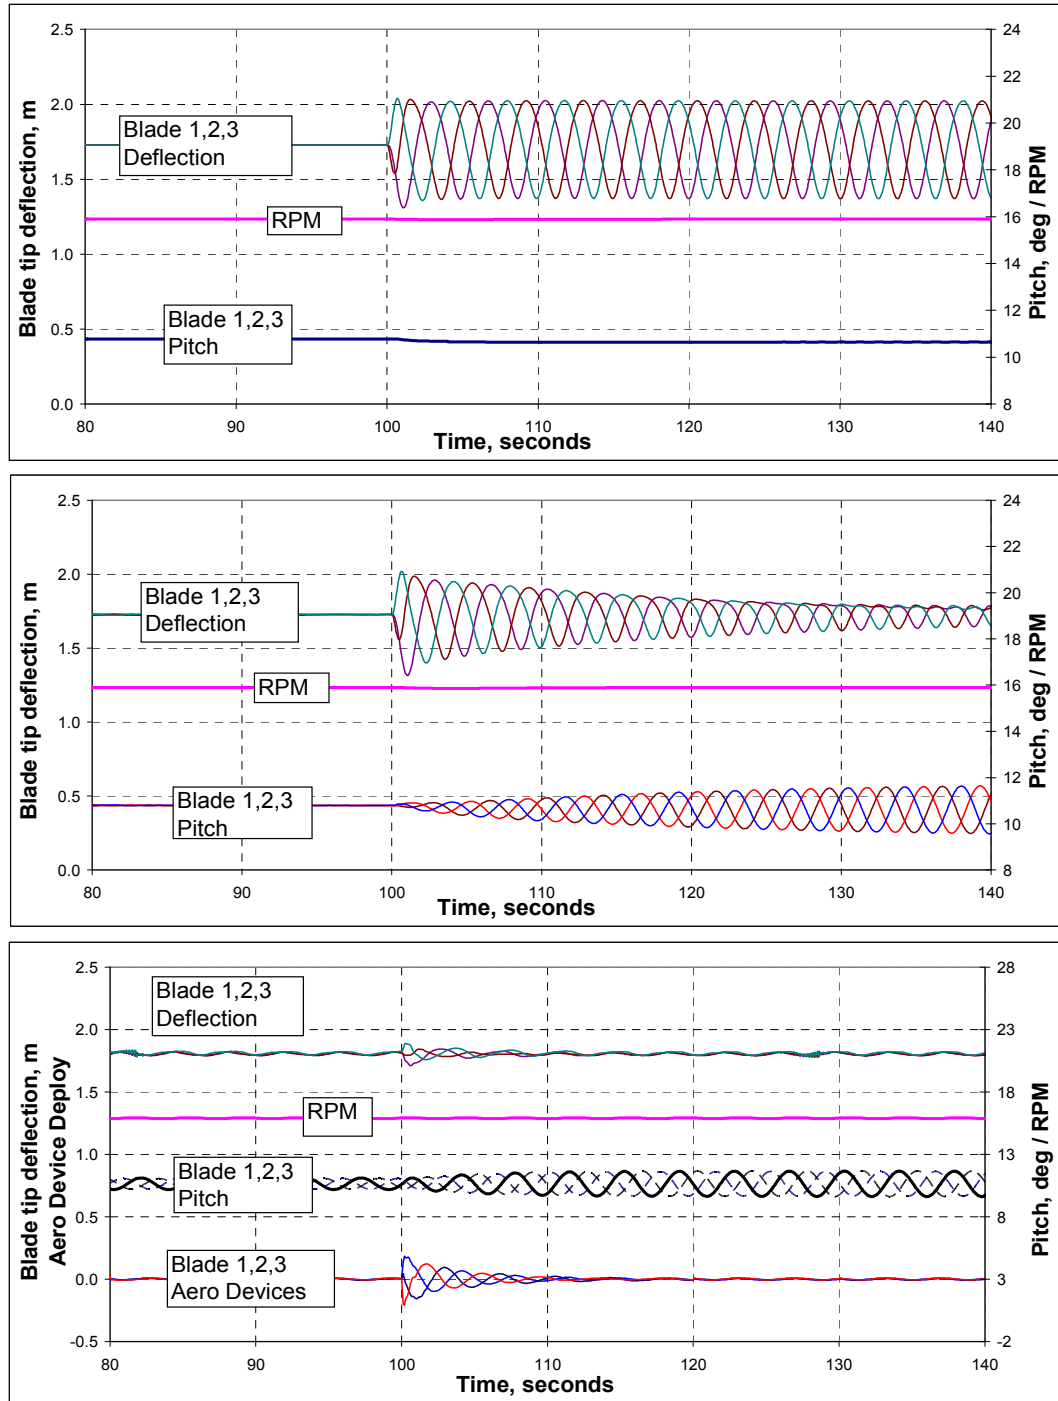 2.5
2.0
1.5
1.0
0.5
0.0
Blade tip deflection, m
24
22
20
18
16
14
12
10
8
Pitch, deg / RPM
Blade 1,2,3
Deflection
RPM
Blade 1,2,3
Pitch
80
90
100
110
120
130
140
Time, seconds
2.5
2.0
1.5
1.0
0.5
0.0
Blade tip deflection, m
24
22
20
18
16
14
12
10
8
Pitch, deg / RPM
Blade 1,2,3
Deflection
RPM
Blade 1,2,3
Pitch
80
90
100
110
120
130
140
Time, seconds
2.5
2.0
1.5
1.0
0.5
0.0
-0.5
Blade tip deflection, m
Aero Device Deploy
28
23
18
13
8
3
-2
Pitch, deg / RPM
Blade 1,2,3
Deflection
RPM
Blade 1,2,3
Pitch
Blade 1,2,3
Aero Devices
80
90
100
110
120
130
140
Time, seconds